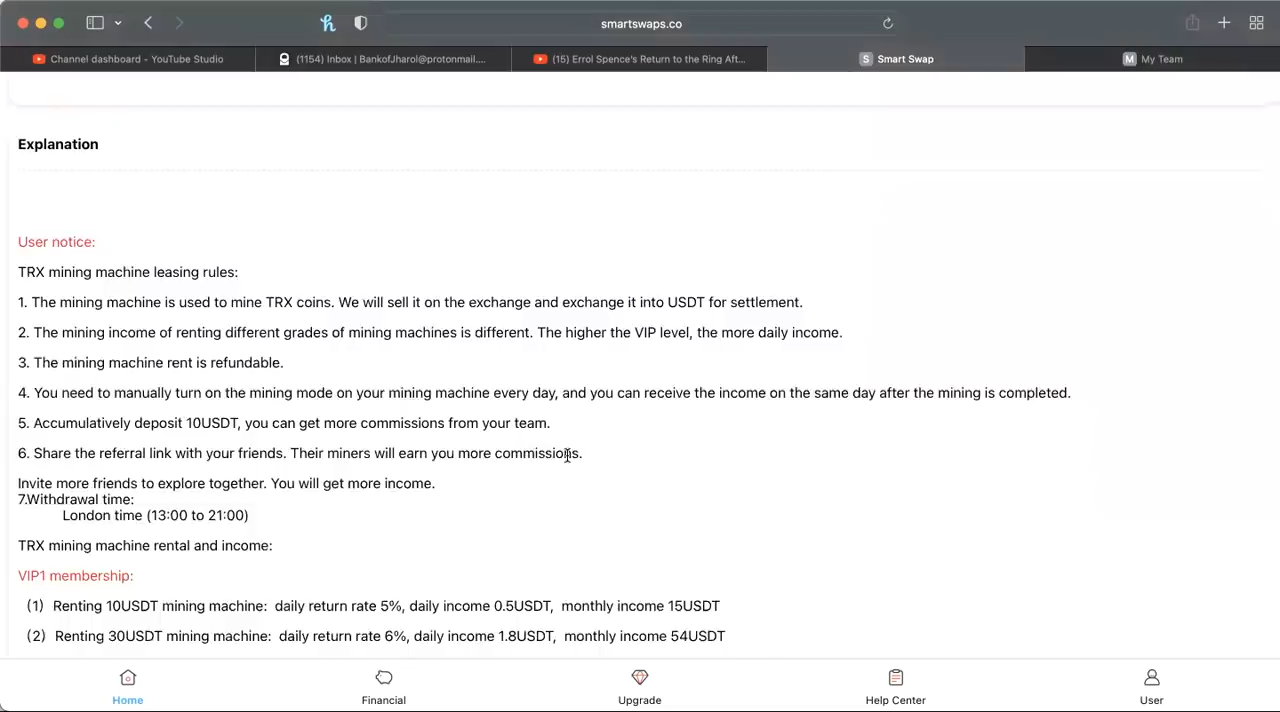 smartswaps.co
Channel dashboard - YouTube Studio
(1154) Inbox | BankofJharol@protonmail....
(15) Errol Spence's Return to the Ring Aft...
S Smart Swap
M My Team
Explanation
User notice:
TRX mining machine leasing rules:
1. The mining machine is used to mine TRX coins. We will sell it on the exchange and exchange it into USDT for settlement.
2. The mining income of renting different grades of mining machines is different. The higher the VIP level, the more daily income.
3. The mining machine rent is refundable.
4. You need to manually turn on the mining mode on your mining machine every day, and you can receive the income on the same day after the mining is completed.
5. Accumulatively deposit 10USDT, you can get more commissions from your team.
6. Share the referral link with your friends. Their miners will earn you more commissions.
Invite more friends to explore together. You will get more income.
7.Withdrawal time:
London time (13:00 to 21:00)
TRX mining machine rental and income:
VIP1 membership:
(1) Renting 10USDT mining machine: daily return rate 5%, daily income 0.5USDT, monthly income 15USDT
(2) Renting 30USDT mining machine: daily return rate 6%, daily income 1.8USDT, monthly income 54USDT
Home
Financial
Upgrade
Help Center
User